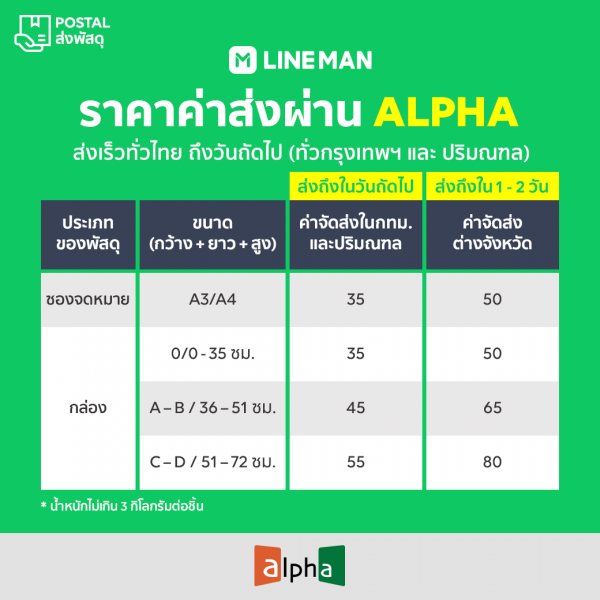 POSTAL
ส่งพัสดุ
LINE MAN
ราคาค่าส่งผ่าน ALPHA
ส่งเร็วทั่วไทย ถึงวันถัดไป (ทั่วกรุงเทพฯ และ ปริมณฑล)
ส่งถึงในวันถัดไป ส่งถึงใน 1 - 2 วัน
ประเภท ขนาด ค่าจัดส่งในกทม. ค่าจัดส่ง
ของพัสดุ (กว้าง + ยาว + สูง) และปริมณฑล ต่างจังหวัด
ซองจดหมาย A3/A4 35 50
0/0 - 35 ซม. 35 50
กล่อง A – B / 36 – 51 ซม. 45 65
C – D / 51 – 72 ซม. 55 80
* น้ำหนักไม่เกิน 3 กิโลกรัมต่อชิ้น
alpha